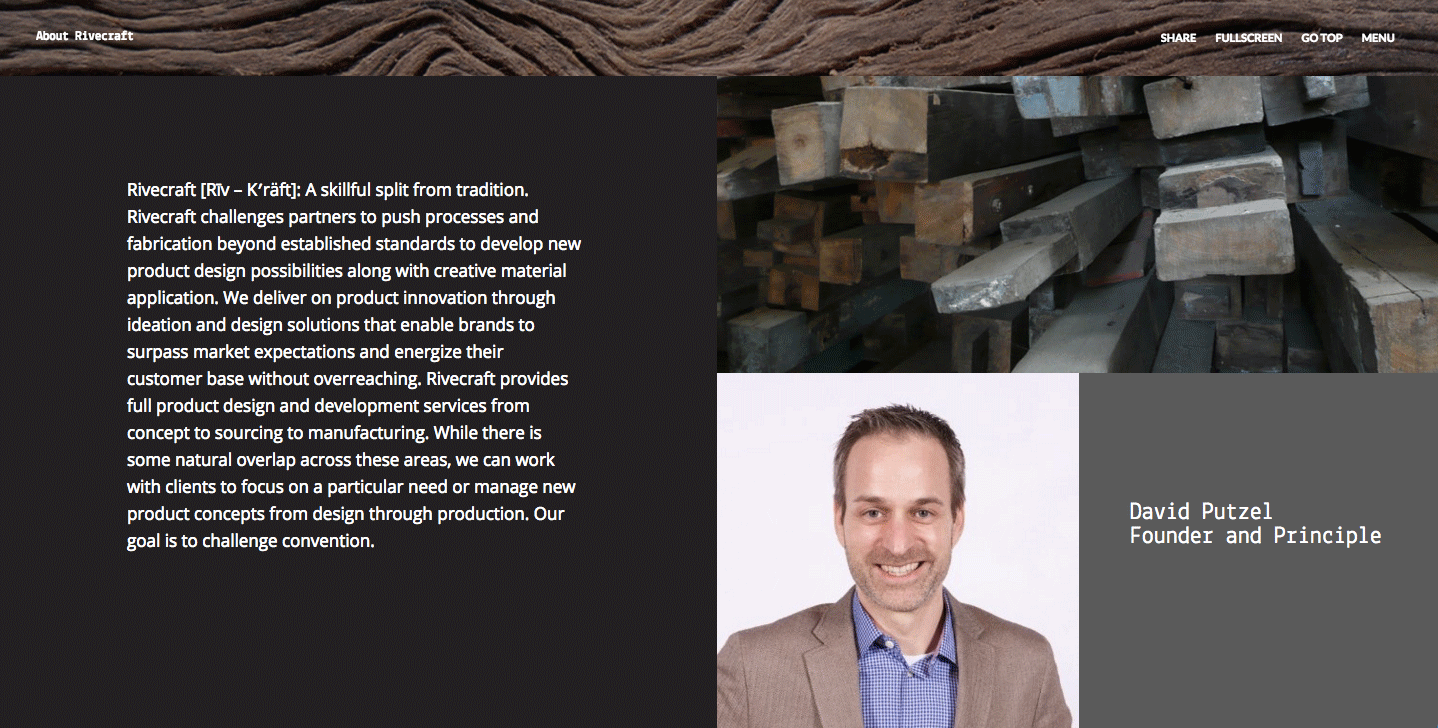 About Rivecraft
SHARE FULLSCREEN GO TOP MENU
Rivecraft [Rīv – K′räft]: A skillful split from tradition.
Rivecraft challenges partners to push processes and
fabrication beyond established standards to develop new
product design possibilities along with creative material
application. We deliver on product innovation through
ideation and design solutions that enable brands to
surpass market expectations and energize their
customer base without overreaching. Rivecraft provides
full product design and development services from
concept to sourcing to manufacturing. While there is
some natural overlap across these areas, we can work
with clients to focus on a particular need or manage new
product concepts from design through production. Our
goal is to challenge convention.
David Putzel
Founder and Principle